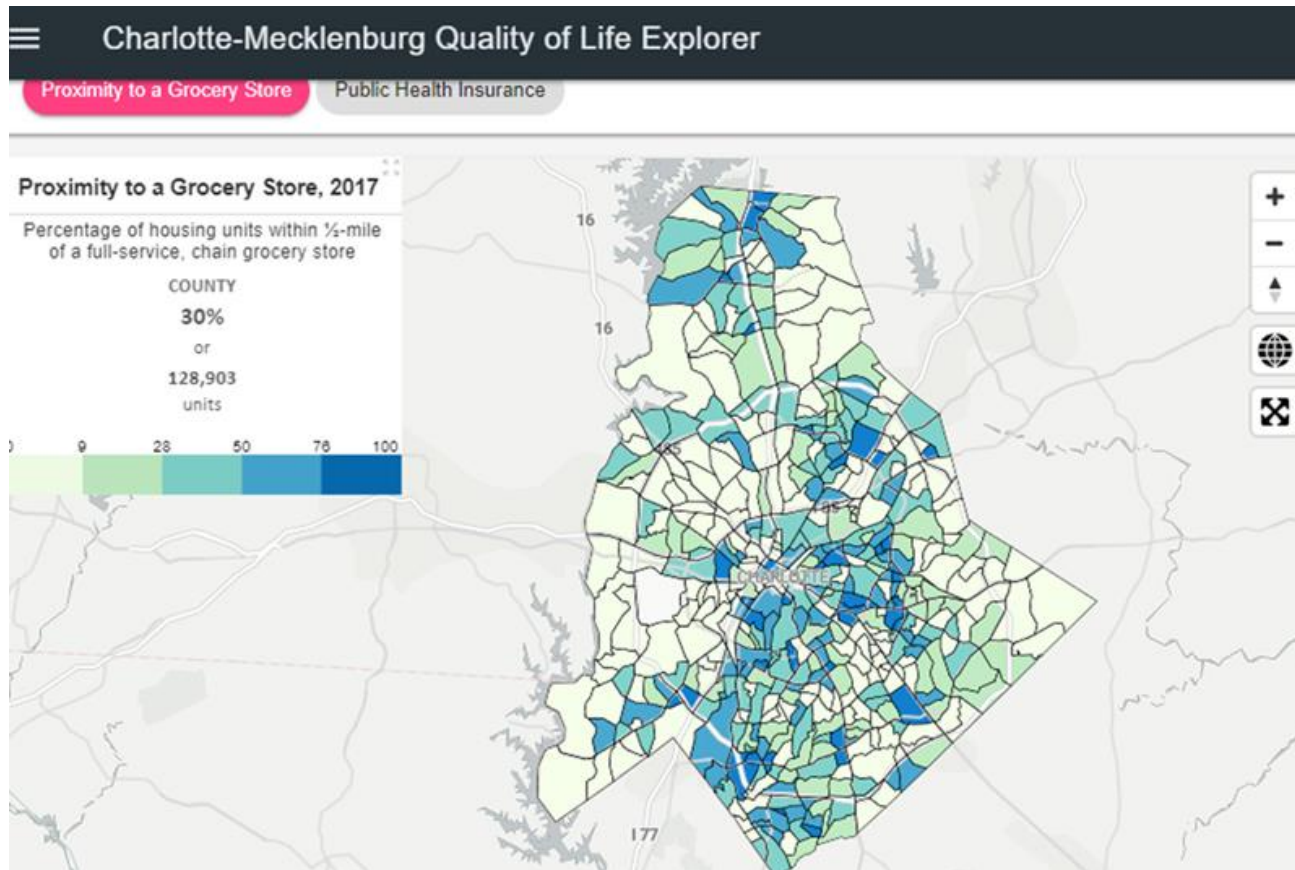 Charlotte-Mecklenburg Quality of Life Explorer
Proximity to a Grocery Store
Public Health Insurance
Proximity to a Grocery Store, 2017
Percentage of housing units within ½-mile
of a full-service, chain grocery store
COUNTY
30%
or
128,903
units
9 28 50 76 100
16
16
CHARLOTTE
I 77
+
−